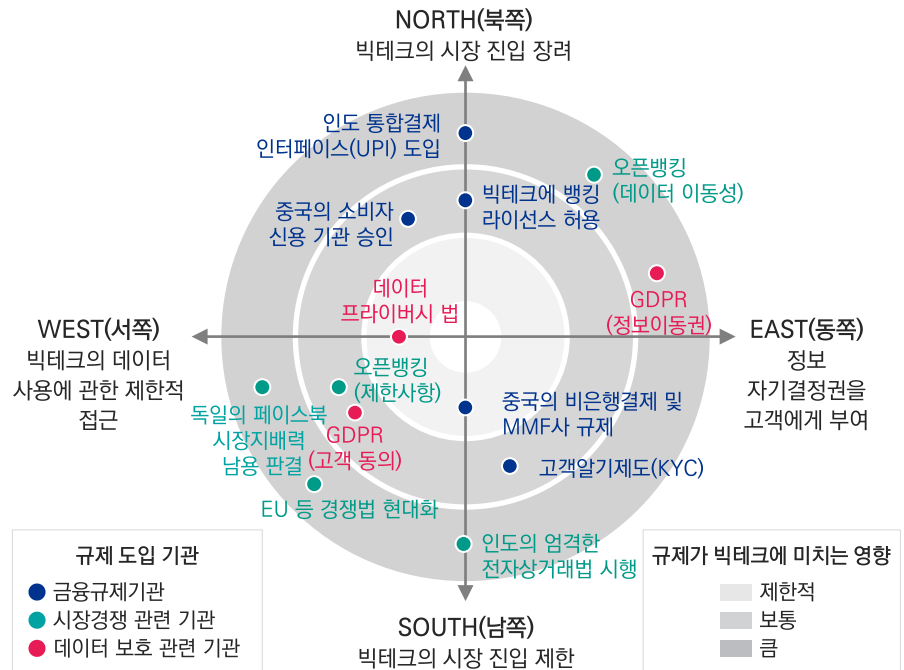 NORTH(북쪽)
빅테크의 시장 진입 장려
인도 통합결제
인터페이스(UPI) 도입
오픈뱅킹
(데이터 이동성)
빅테크에 뱅킹
라이선스 허용
중국의 소비자
신용 기관 승인
데이터
프라이버시 법
GDPR
(정보이동권)
WEST(서쪽)
빅테크의 데이터
사용에 관한 제한적
접근
EAST(동쪽)
정보
자기결정권을
고객에게 부여
오픈뱅킹
(제한사항)
독일의 페이스북
시장지배력
남용 판결
GDPR
(고객 동의)
중국의 비은행결제 및
MMF사 규제
고객알기제도(KYC)
EU 등 경쟁법 현대화
인도의 엄격한
전자상거래법 시행
규제 도입 기관
금융규제기관
시장경쟁 관련 기관
데이터 보호 관련 기관
SOUTH(남쪽)
빅테크의 시장 진입 제한
규제가 빅테크에 미치는 영향
제한적
보통
큼